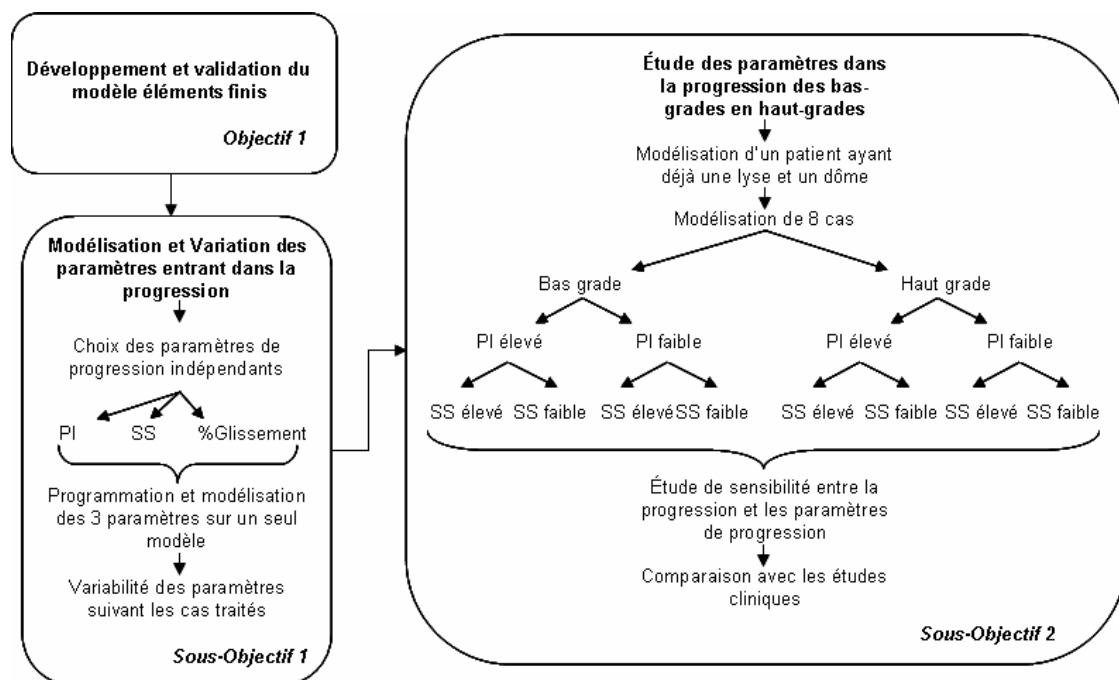 Développement et validation du
modèle éléments finis
Objectif 1
Modélisation et Variation des
paramètres entrant dans la
progression
Choix des paramètres de
progression indépendants
PI SS %Glissement
Programmation et modélisation
des 3 paramètres sur un seul
modèle
Variabilité des paramètres
suivant les cas traités
Sous-Objectif 1
Étude des paramètres dans
la progression des bas-
grades en haut-grades
Modélisation d'un patient ayant
déjà une lyse et un dôme
Modélisation de 8 cas
Bas grade Haut grade
PI élevé PI faible PI élevé PI faible
SS élevé SS faible SS élevé SS faible SS élevé SS faible SS élevé SS faible
Étude de sensibilité entre la
progression et les paramètres
de progression
Comparaison avec les études
cliniques
Sous-Objectif 2